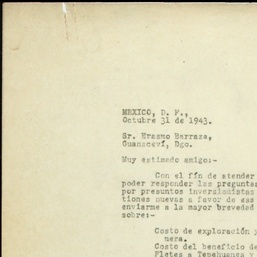 MEXICO, D. F.,
Octubre 31 de 1943.
Sr. Erasmo Barraza,
Guanaceví, Dgo.
Muy estimado amigo:-
Con el fín de atender
poder responder las preguntas
por presuntos inversionistas
tiones nuevas a favor de esa
enviarme a la mayor brevedad
sobre:-
Costo de exploración y
nera.
Costo del beneficio de
Fletes a Tepehuanes y